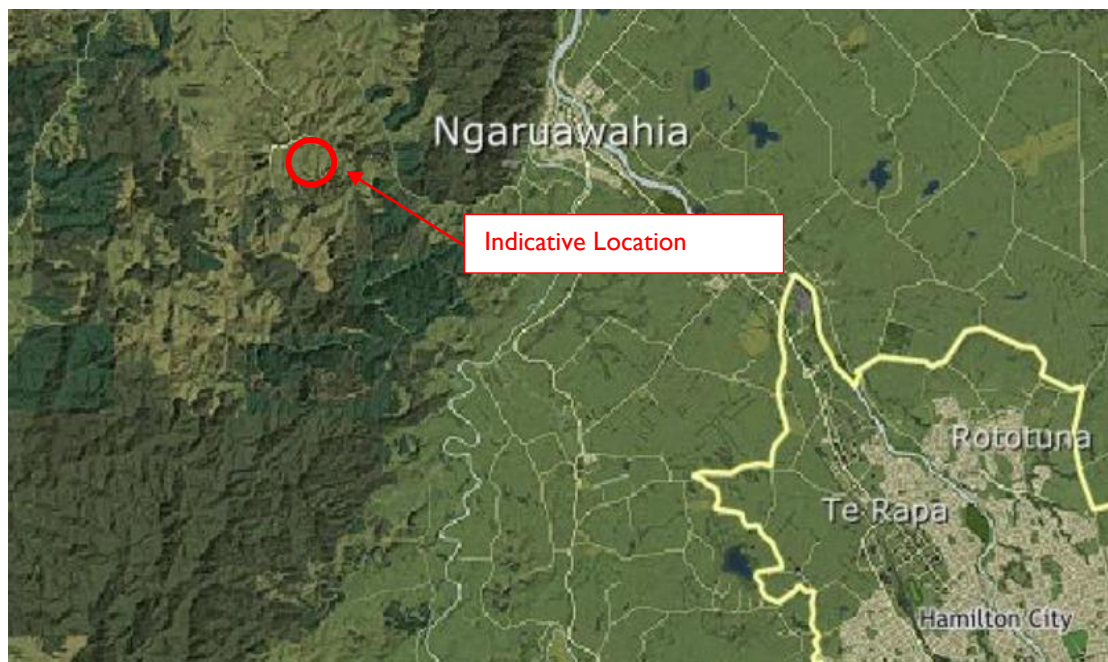 Ngaruawahia
Indicative Location
Rototuna
Te Rapa
Hamilton City